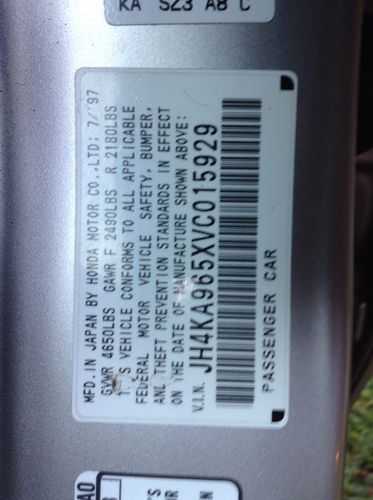 KA SZ3 A8 C
MFD.IN JAPAN BY HONDA MOTOR CO.,LTD: 7/'97
GVWR 4650LBS GAWR F 2490LBS R 2180LBS
VEHICLE CONFORMS TO ALL APPLICABLE
FEDERAL MOTOR VEHICLE SAFETY, BUMPER,
AND THEFT PREVENTION STANDARDS IN EFFECT
ON THE DATE OF MANUFACTURE SHOWN ABOVE:
V.I.N. JH4KA965XVC015929
PASSENGER CAR